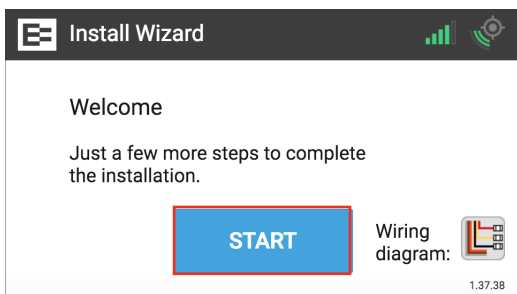 Install Wizard
Welcome
Just a few more steps to complete
the installation.
START
Wiring
diagram:
1.37.38